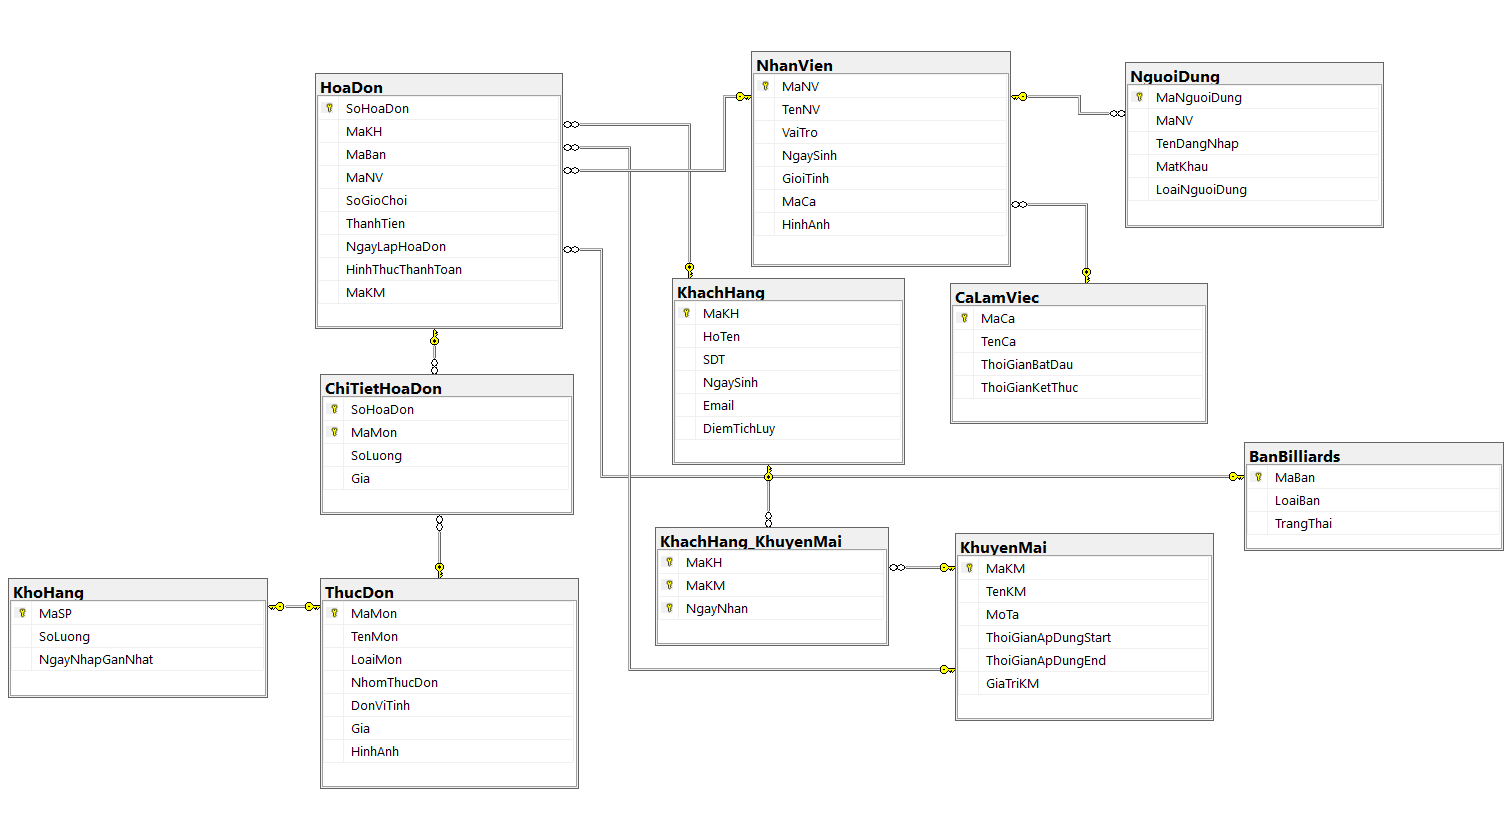 HoaDon
SoHoaDon
MaKH
MaBan
MaNV
SoGioChoi
ThanhTien
NgayLapHoaDon
HinhThucThanhToan
MaKM
NhanVien
MaNV
TenNV
VaiTro
NgaySinh
GioiTinh
MaCa
HinhAnh
NguoiDung
MaNguoiDung
MaNV
TenDangNhap
MatKhau
LoaiNguoiDung
KhachHang
MaKH
HoTen
SDT
NgaySinh
Email
DiemTichLuy
CaLamViec
MaCa
TenCa
ThoiGianBatDau
ThoiGianKetThuc
ChiTietHoaDon
SoHoaDon
MaMon
SoLuong
Gia
BanBilliards
MaBan
LoaiBan
TrangThai
KhachHang_KhuyenMai
MaKH
MaKM
NgayNhan
KhuyenMai
MaKM
TenKM
MoTa
ThoiGianApDungStart
ThoiGianApDungEnd
GiaTriKM
KhoHang
MaSP
SoLuong
NgayNhapGanNhat
ThucDon
MaMon
TenMon
LoaiMon
NhomThucDon
DonViTinh
Gia
HinhAnh